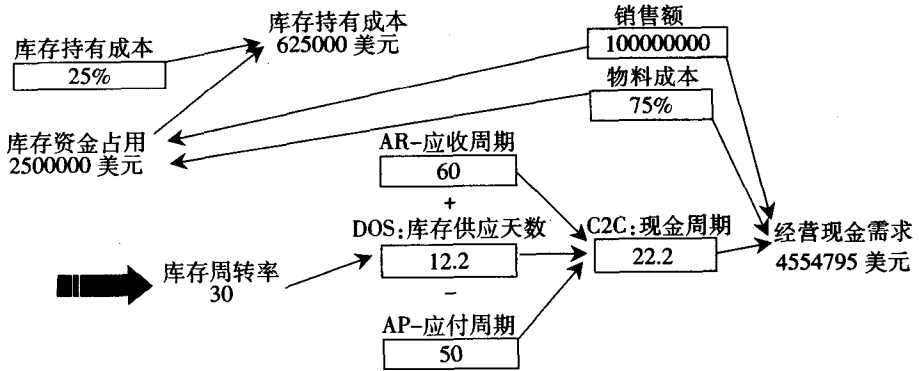 库存持有成本
625000 美元
销售额
100000000
库存持有成本
25%
物料成本
75%
库存资金占用
2500000 美元
AR-应收周期
60
+
DOS:库存供应天数
12.2
C2C:现金周期
22.2
经营现金需求
4554795 美元
库存周转率
30
-
AP-应付周期
50